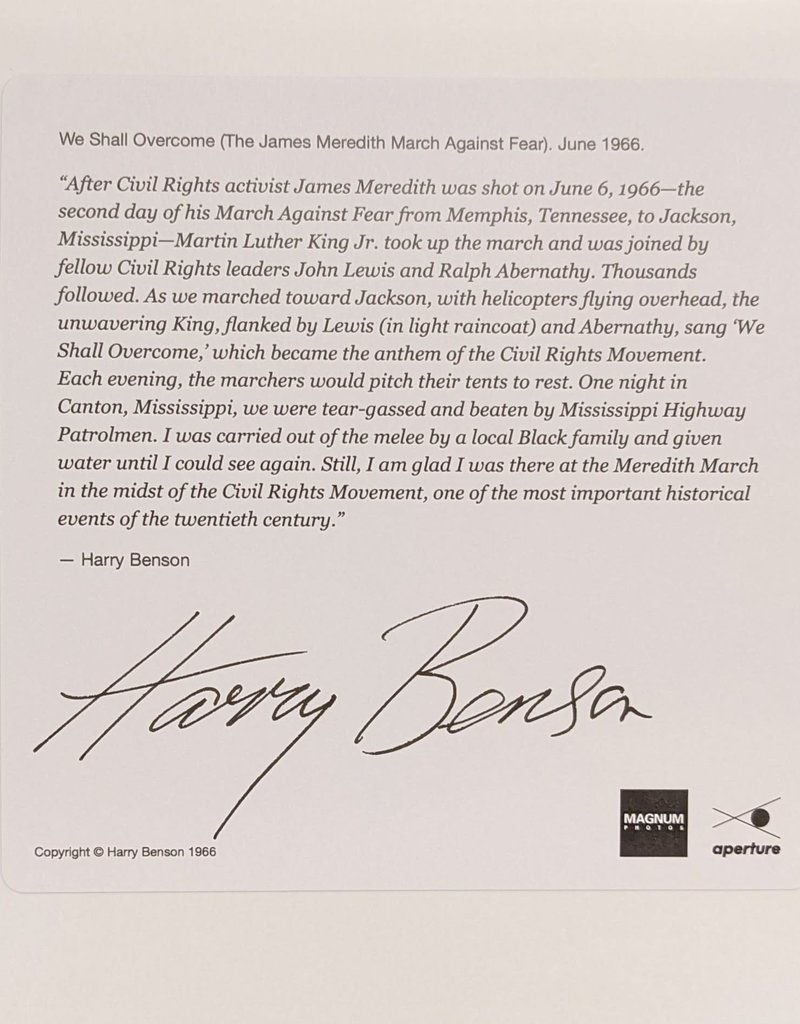 We Shall Overcome (The James Meredith March Against Fear). June 1966.
“After Civil Rights activist James Meredith was shot on June 6, 1966—the
second day of his March Against Fear from Memphis, Tennessee, to Jackson,
Mississippi—Martin Luther King Jr. took up the march and was joined by
fellow Civil Rights leaders John Lewis and Ralph Abernathy. Thousands
followed. As we marched toward Jackson, with helicopters flying overhead, the
unwavering King, flanked by Lewis (in light raincoat) and Abernathy, sang ‘We
Shall Overcome,’ which became the anthem of the Civil Rights Movement.
Each evening, the marchers would pitch their tents to rest. One night in
Canton, Mississippi, we were tear-gassed and beaten by Mississippi Highway
Patrolmen. I was carried out of the melee by a local Black family and given
water until I could see again. Still, I am glad I was there at the Meredith March
in the midst of the Civil Rights Movement, one of the most important historical
events of the twentieth century.”
— Harry Benson
Harry Benson
MAGNUM
PHOTOS
aperture
Copyright © Harry Benson 1966